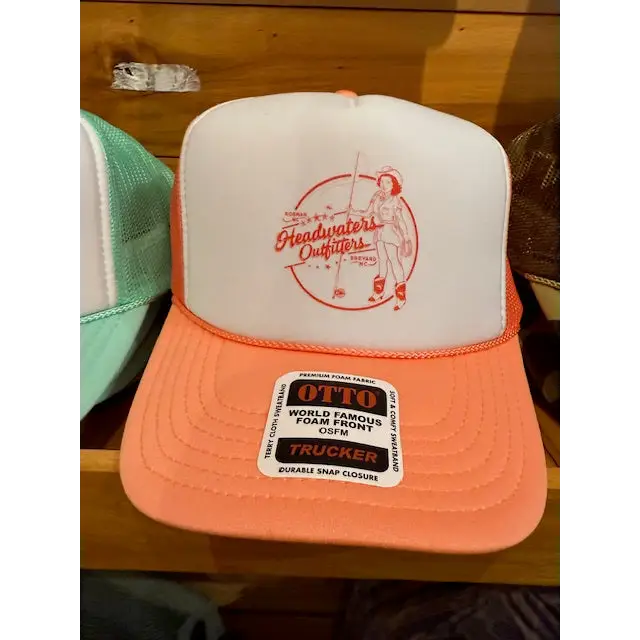 ROSMAN
NC
Headwaters
Outfitters
BREVARD
NC
PREMIUM FOAM FABRIC
OTTO
WORLD FAMOUS
FOAM FRONT
OSFM
TRUCKER
DURABLE SNAP CLOSURE
TERRY CLOTH SWEATBAND
SOFT & COMFY SWEATBAND